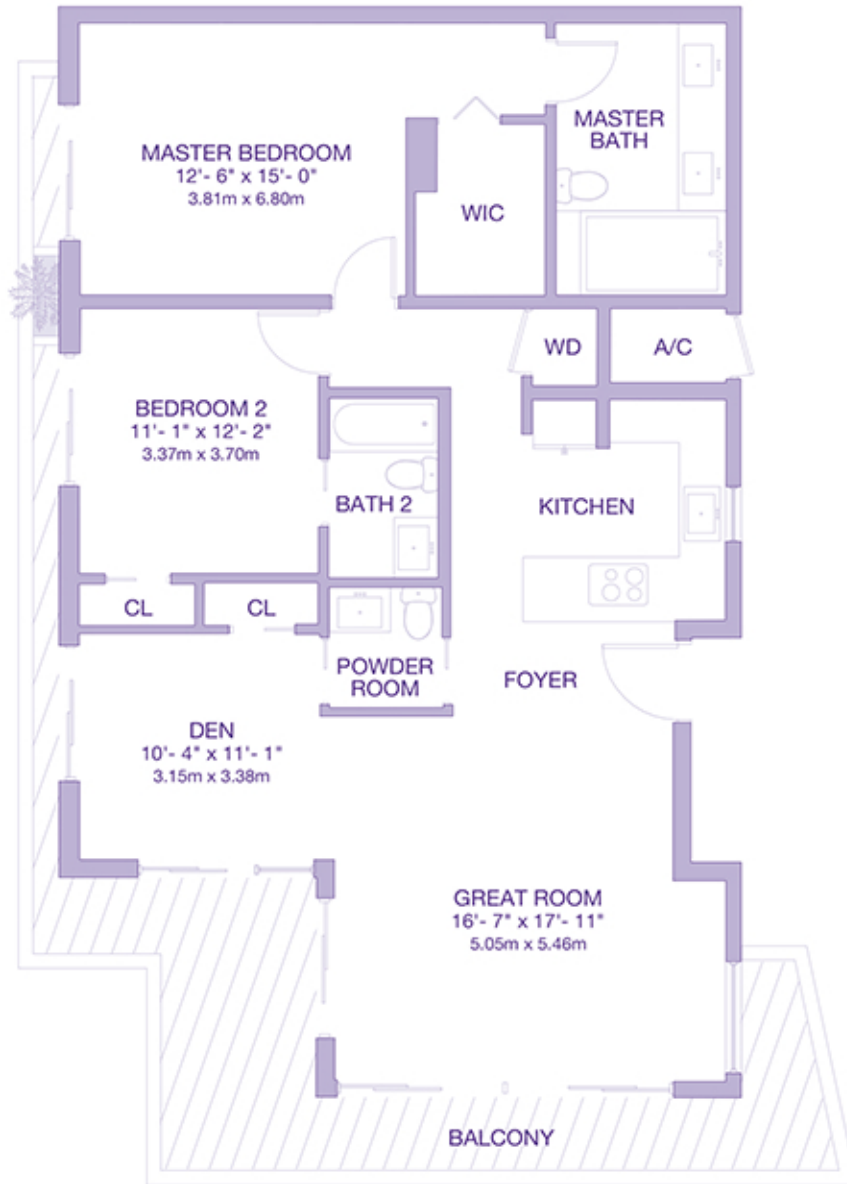 MASTER BEDROOM
12'- 6" x 15'- 0"
3.81m x 6.80m
MASTER
BATH
WIC
WD
A/C
BEDROOM 2
11'- 1" x 12'- 2"
3.37m x 3.70m
BATH 2
KITCHEN
CL
CL
POWDER
ROOM
FOYER
DEN
10'- 4" x 11'- 1"
3.15m x 3.38m
GREAT ROOM
16'- 7" x 17'- 11"
5.05m x 5.46m
BALCONY